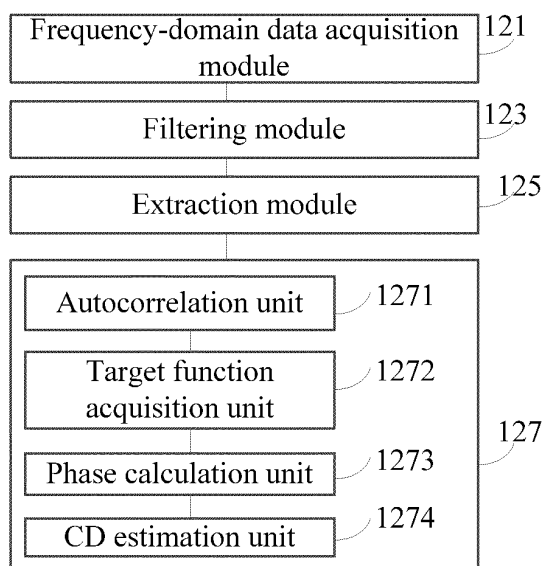 Frequency-domain data acquisition
module
121
Filtering module
123
Extraction module
125
Autocorrelation unit
1271
Target function
acquisition unit
1272
Phase calculation unit
1273
CD estimation unit
1274
127